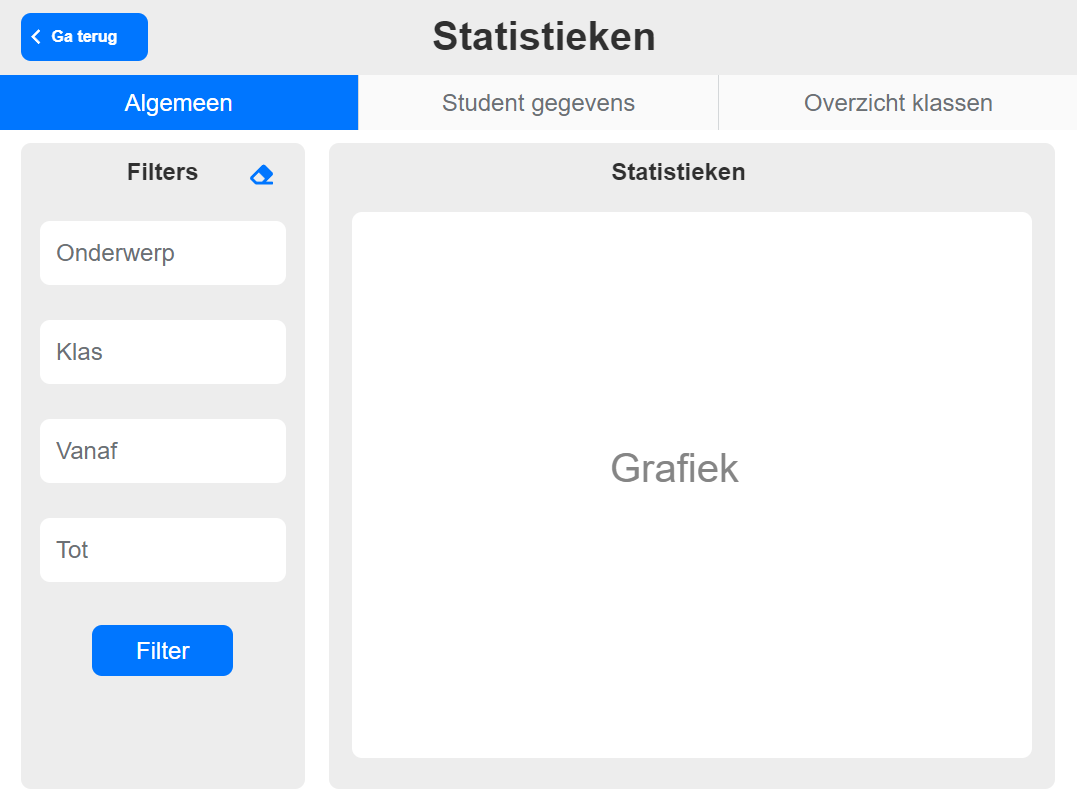 Ga terug
Statistieken
Algemeen
Student gegevens
Overzicht klassen
Filters
Statistieken
Onderwerp
Klas
Vanaf
Tot
Filter
Grafiek